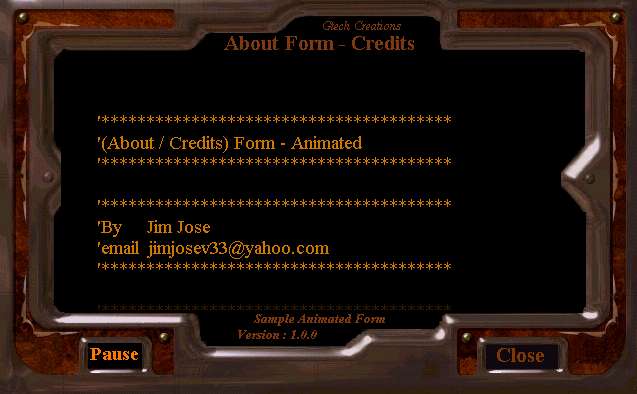 Gtech Creations
About Form - Credits
'****************************************
'(About / Credits) Form - Animated
'****************************************
'****************************************
'By Jim Jose
'email jimjosev33@yahoo.com
'****************************************
'****************************************
Sample Animated Form
Version : 1.0.0
Pause
Close